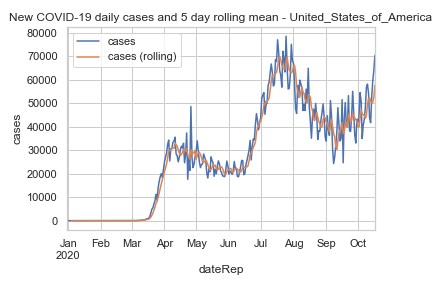 New COVID-19 daily cases and 5 day rolling mean - United_States_of_America
cases
cases (rolling)
80000
70000
60000
50000
40000
30000
20000
10000
0
cases
Jan Feb Mar Apr May Jun Jul Aug Sep Oct
2020
dateRep